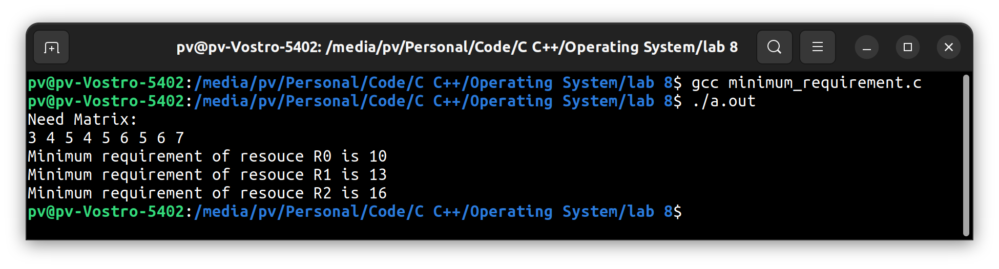 pv@pv-Vostro-5402: /media/pv/Personal/Code/C C++/Operating System/lab 8
pv@pv-Vostro-5402:/media/pv/Personal/Code/C C++/Operating System/lab 8$ gcc minimum_requirement.c
pv@pv-Vostro-5402:/media/pv/Personal/Code/C C++/Operating System/lab 8$ ./a.out
Need Matrix:
3 4 5 4 5 6 5 6 7
Minimum requirement of resouce R0 is 10
Minimum requirement of resouce R1 is 13
Minimum requirement of resouce R2 is 16
pv@pv-Vostro-5402:/media/pv/Personal/Code/C C++/Operating System/lab 8$